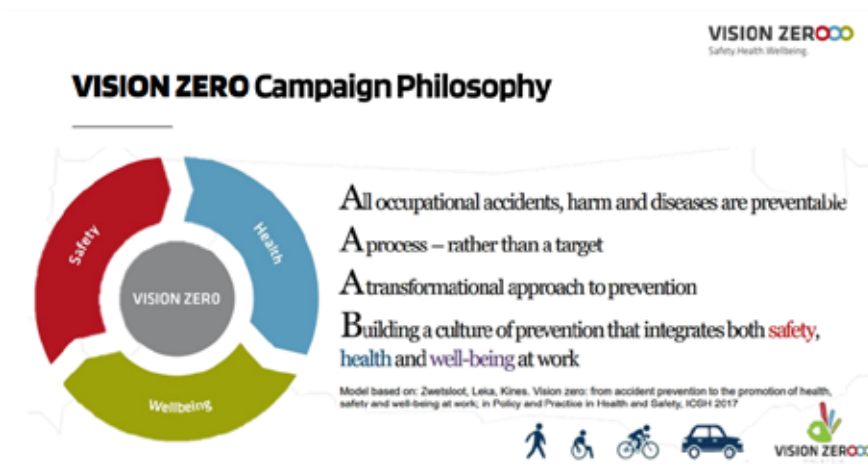 VISION ZERO
Safety.Health.Wellbeing.
VISION ZERO Campaign Philosophy
Safety
Health
VISION ZERO
Wellbeing
All occupational accidents, harm and diseases are preventable
A process – rather than a target
A transformational approach to prevention
Building a culture of prevention that integrates both safety,
health and well-being at work
Model based on: Zwetsloot, Leka, Kines. Vision zero: from accident prevention to the promotion of health,
safety and well-being at work; in Policy and Practice in Health and Safety, ICSH 2017
VISION ZERO